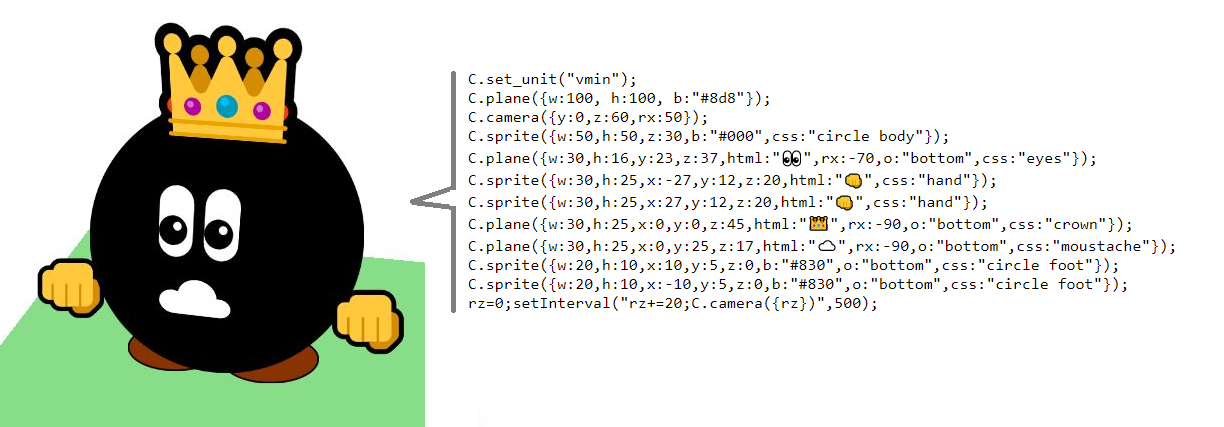 C.set_unit("vmin");
C.plane({w:100, h:100, b:"#8d8"});
C.camera({y:0,z:60,rx:50});
C.sprite({w:50,h:50,z:30,b:"#000",css:"circle body"});
C.plane({w:30,h:16,y:23,z:37,html:"👀",rx:-70,o:"bottom",css:"eyes"});
C.sprite({w:30,h:25,x:-27,y:12,z:20,html:"👊",css:"hand"});
C.sprite({w:30,h:25,x:27,y:12,z:20,html:"👊",css:"hand"});
C.plane({w:30,h:25,x:0,y:0,z:45,html:"👑",rx:-90,o:"bottom",css:"crown"});
C.plane({w:30,h:25,x:0,y:25,z:17,html:"☁",rx:-90,o:"bottom",css:"moustache"});
C.sprite({w:20,h:10,x:10,y:5,z:0,b:"#830",o:"bottom",css:"circle foot"});
C.sprite({w:20,h:10,x:-10,y:5,z:0,b:"#830",o:"bottom",css:"circle foot"});
rz=0;setInterval("rz+=20;C.camera({rz})",500);